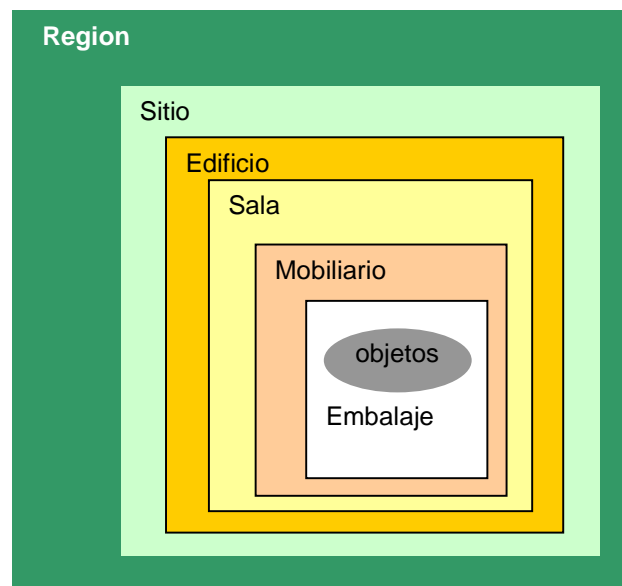 Region
Sitio
Edificio
Sala
Mobiliario
objetos
Embalaje